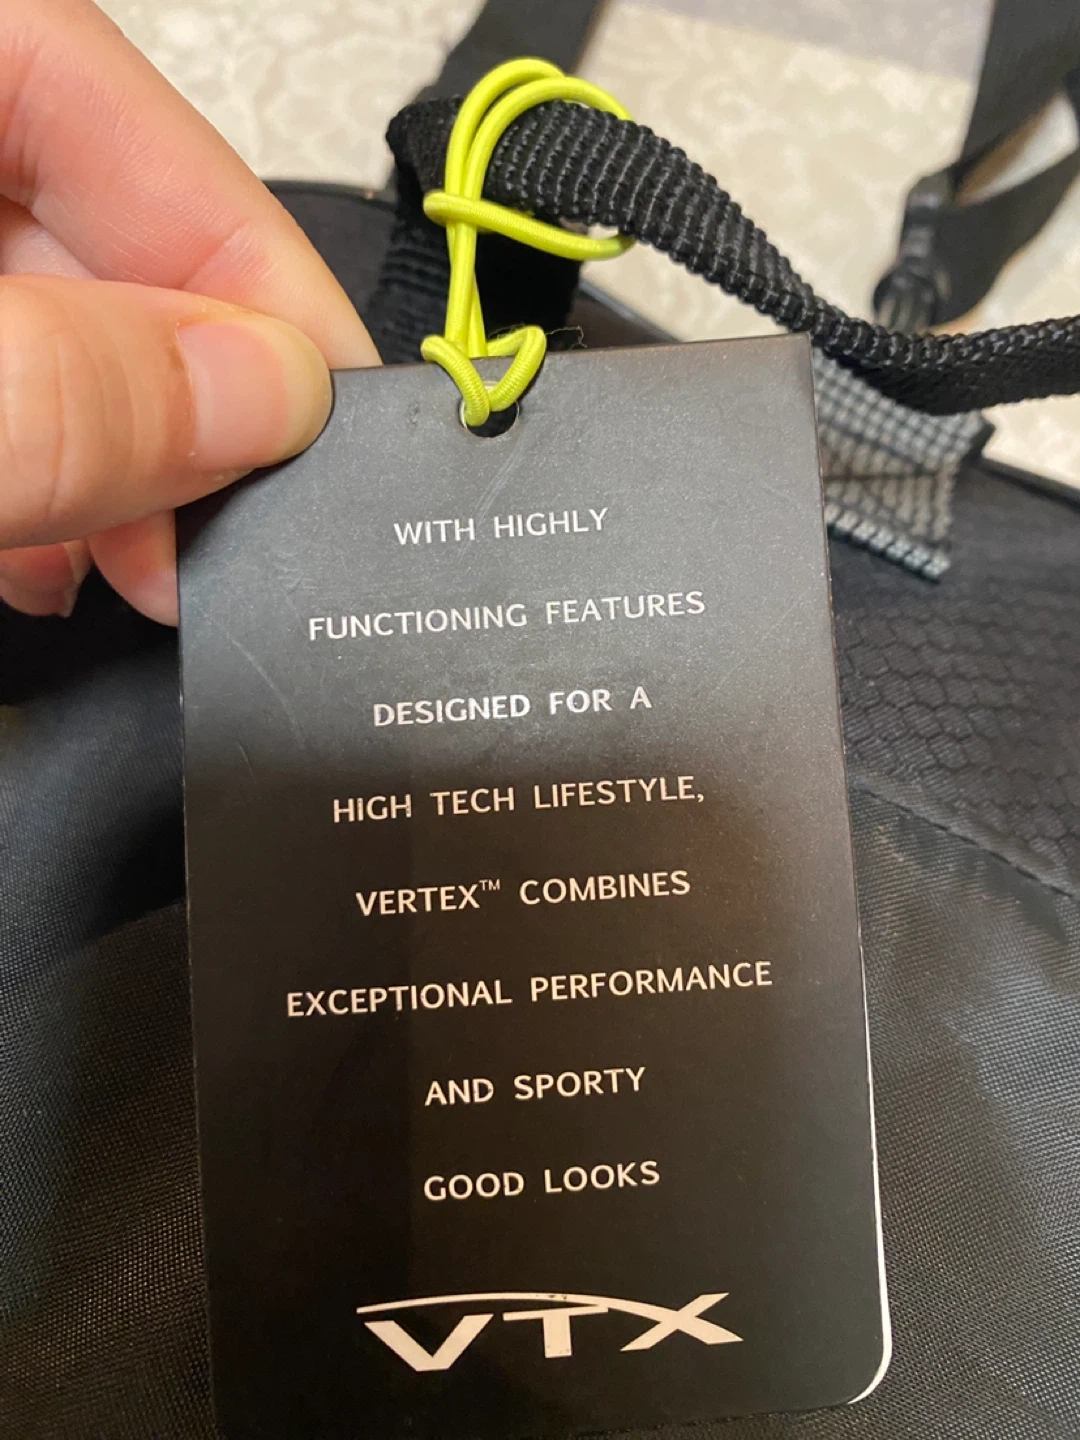 WITH HIGHLY
FUNCTIONING FEATURES
DESIGNED FOR A
HIGH TECH LIFESTYLE,
VERTEX™ COMBINES
EXCEPTIONAL PERFORMANCE
AND SPORTY
GOOD LOOKS
VTX